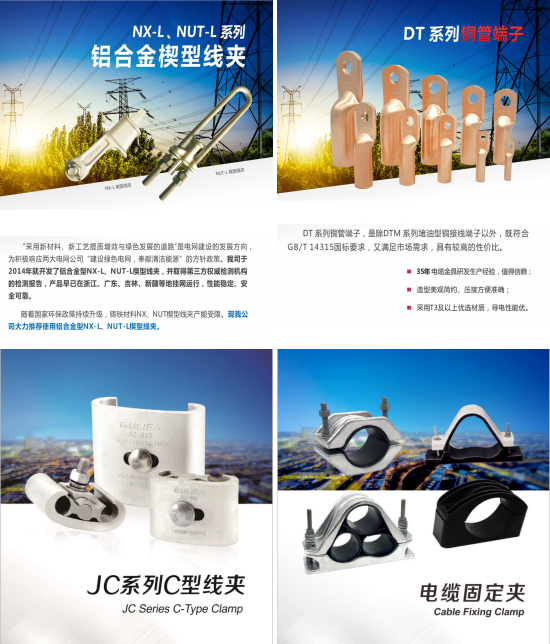 NX-L、NUT-L 系列
铝合金楔型线夹
NX-L 楔型线夹
NUT-L 楔型线夹
“采用新材料、新工艺提质增效与绿色发展的道路”是电网建设的发展方向，
为积极响应两大电网公司“建设绿色电网，奉献清洁能源”的方针政策。我司于
2014年就开发了铝合金型NX-L、NUT-L楔型线夹，并取得第三方权威检测机构
的检测报告，产品早已在浙江、广东、吉林、新疆等地挂网运行，性能稳定、安
全可靠。
随着国家环保政策持续升级，铸铁材料NX、NUT楔型线夹产能受限。现我公
司大力推荐使用铝合金型NX-L、NUT-L楔型线夹。
DT 系列铜管端子
DT系列铜管端子，是除DTM系列堵油型铜接线端子以外，既符合
GB/T 14315国标要求，又满足市场需求，具有较高的性价比。
35年电缆金具研发生产经验，值得信赖；
造型美观简约、压接方便准确；
采用T3及以上优选材质，导电性能优。
GULIFA
JC系列C型线夹
JC Series C-Type Clamp
电缆固定夹
Cable Fixing Clamp